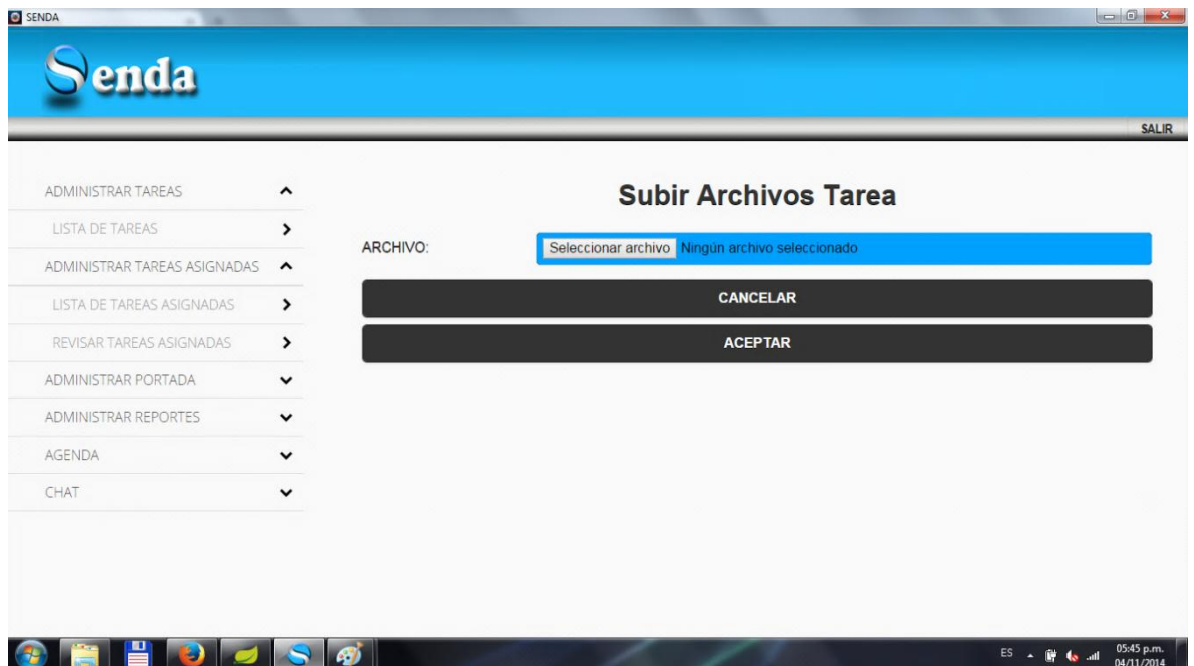 SENDA
Senda
SALIR
ADMINISTRAR TAREAS
LISTA DE TAREAS
ADMINISTRAR TAREAS ASIGNADAS
LISTA DE TAREAS ASIGNADAS
REVISAR TAREAS ASIGNADAS
ADMINISTRAR PORTADA
ADMINISTRAR REPORTES
AGENDA
CHAT
Subir Archivos Tarea
ARCHIVO: Seleccionar archivo Ningún archivo seleccionado
CANCELAR
ACEPTAR
ES 05:45 p.m.
04/11/2014